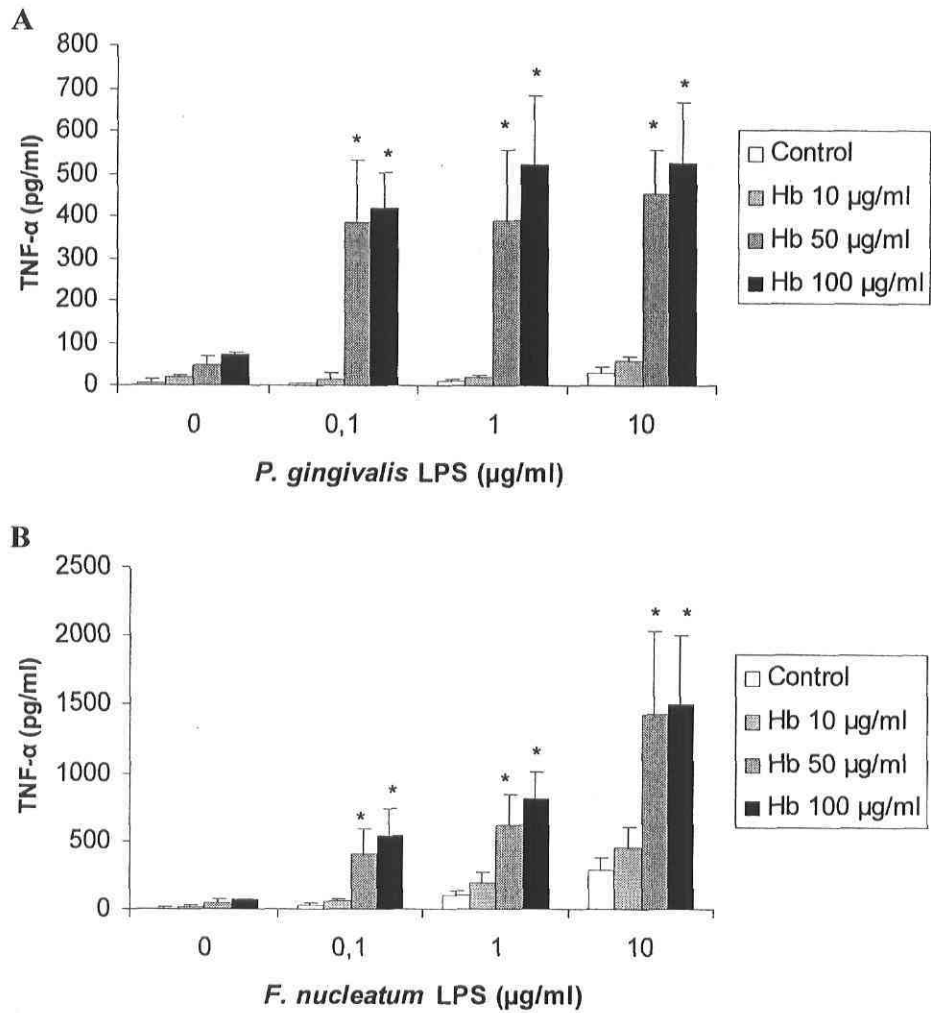 A
800
700
600
500
400
300
200
100
0
TNF-α (pg/ml)
* * * * * *
0 0,1 1 10
P. gingivalis LPS (µg/ml)
Control
Hb 10 µg/ml
Hb 50 µg/ml
Hb 100 µg/ml
B
2500
2000
1500
1000
500
0
TNF-α (pg/ml)
* * * * * *
0 0,1 1 10
F. nucleatum LPS (µg/ml)
Control
Hb 10 µg/ml
Hb 50 µg/ml
Hb 100 µg/ml